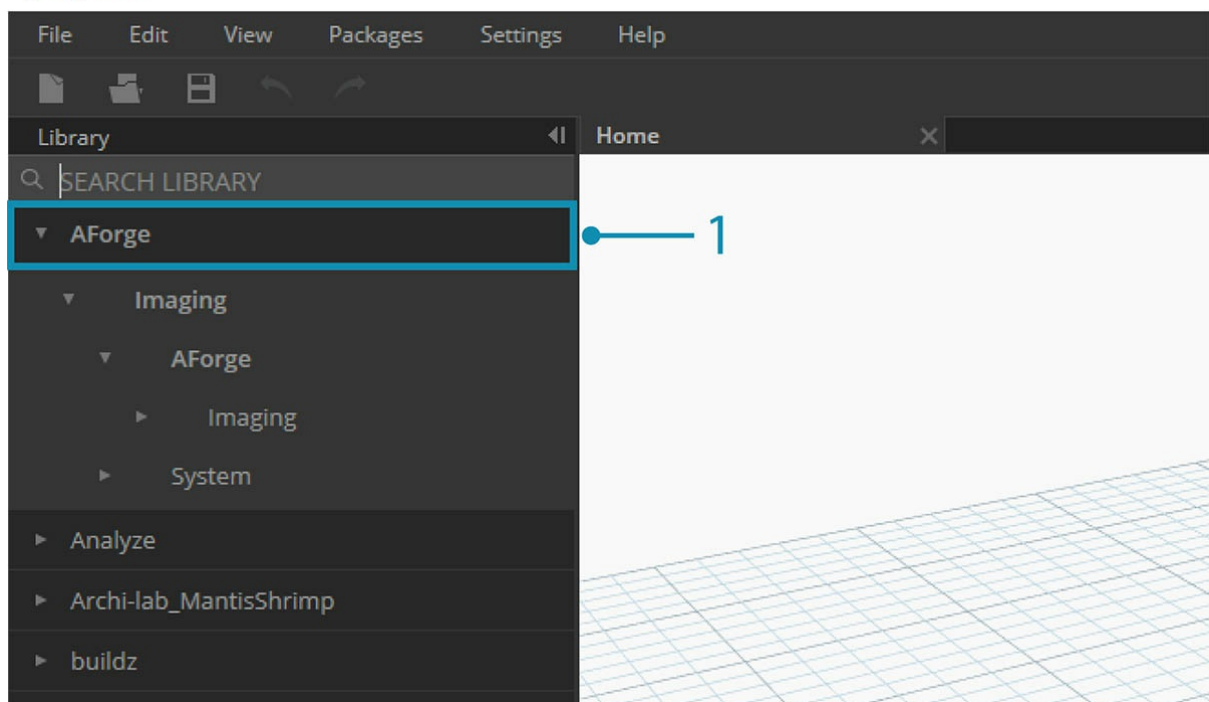 File Edit View Packages Settings Help
Library
Home
SEARCH LIBRARY
AForge
1
Imaging
AForge
Imaging
System
Analyze
Archi-lab_MantisShrimp
buildz